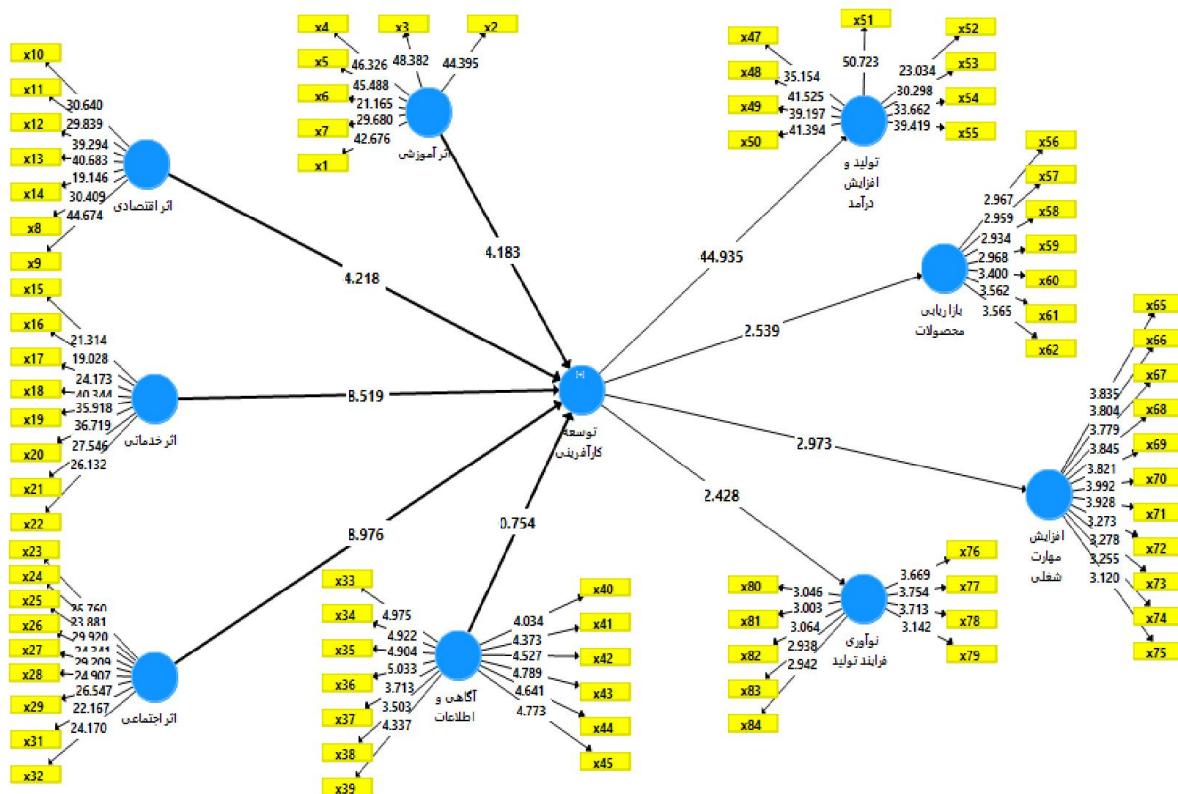 x10
x11
x12
x13
x14
x8
x9
30.640
29.839
39.294
40.683
19.146
30.409
44.674
اثر اقتصادی
x4
x3
x2
x5
x6
x7
x1
46.326
48.382
44.395
45.488
21.165
29.680
42.676
اثر آموزشی
x47
x48
x49
x50
x51
x52
x53
x54
x55
35.154
41.525
39.197
41.394
50.723
23.034
30.298
33.662
39.419
تولید و
افزایش
درآمد
x56
x57
x58
x59
x60
x61
x62
2.967
2.959
2.934
2.968
3.400
3.562
3.565
بازاریابی
محصولات
x15
x16
x17
x18
x19
x20
x21
x22
21.314
19.028
24.173
40.344
35.918
36.719
27.546
26.132
اثر خدماتی
4.218
4.183
8.519
8.976
0.754
44.935
2.539
2.973
2.428
[+]
توسعه
کارآفرینی
x65
x66
x67
x68
x69
x70
x71
x72
x73
x74
x75
3.835
3.804
3.779
3.845
3.821
3.992
3.928
3.273
3.278
3.255
3.120
افزایش
مهارت
شغلی
x23
x24
x25
x26
x27
x28
x29
x31
x32
23.881
29.920
29.209
24.907
26.547
22.167
24.170
اثر اجتماعی
x33
x34
x35
x36
x37
x38
x39
4.975
4.922
4.904
5.033
3.713
3.503
4.337
x40
x41
x42
x43
x44
x45
4.034
4.373
4.527
4.789
4.641
4.773
آگاهی و
اطلاعات
x80
x81
x82
x83
x84
3.046
3.003
3.064
2.938
2.942
x76
x77
x78
x79
3.669
3.754
3.713
3.142
نوآوری
فرایند تولید